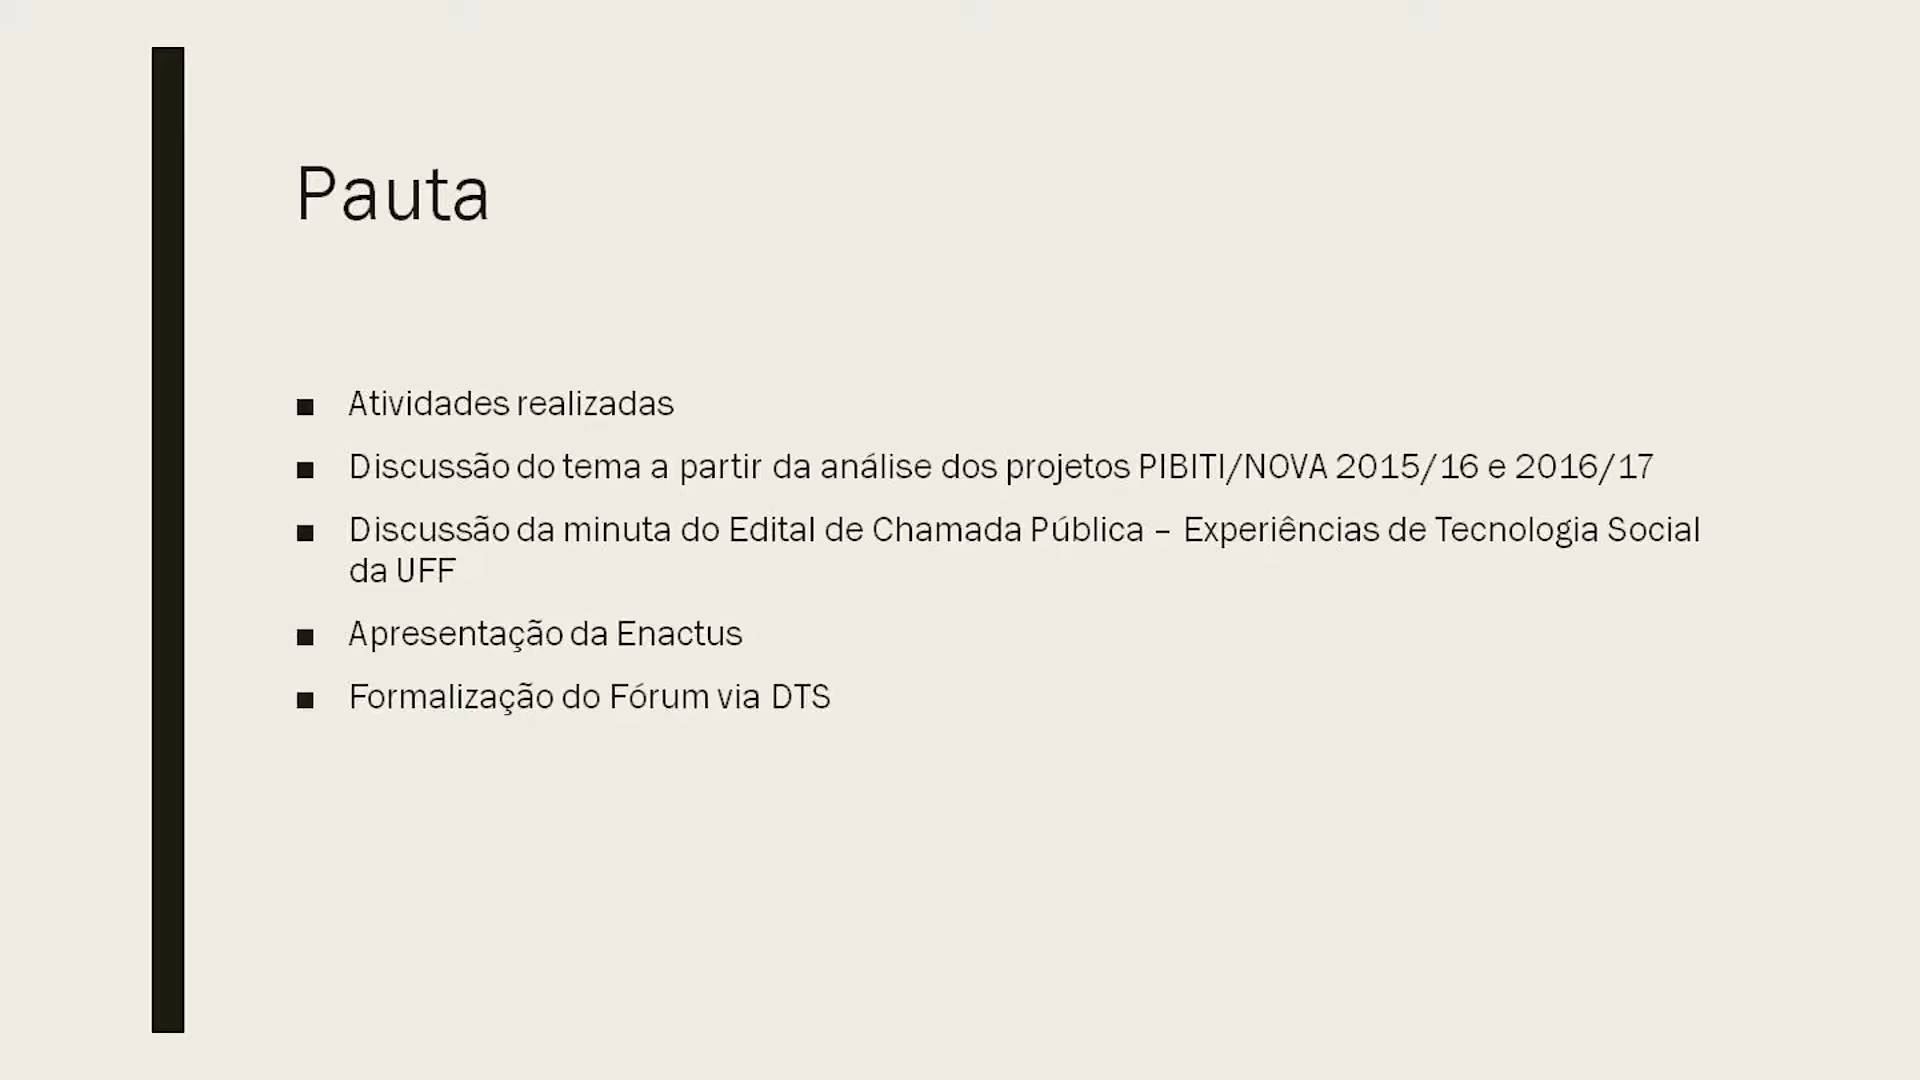 Pauta
■ Atividades realizadas
■ Discussão do tema a partir da análise dos projetos PIBITI/NOVA 2015/16 e 2016/17
■ Discussão da minuta do Edital de Chamada Pública – Experiências de Tecnologia Social
da UFF
■ Apresentação da Enactus
■ Formalização do Fórum via DTS